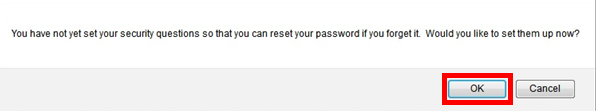 You have not yet set your security questions so that you can reset your password if you forget it.  Would you like to set them up now?
OK
Cancel